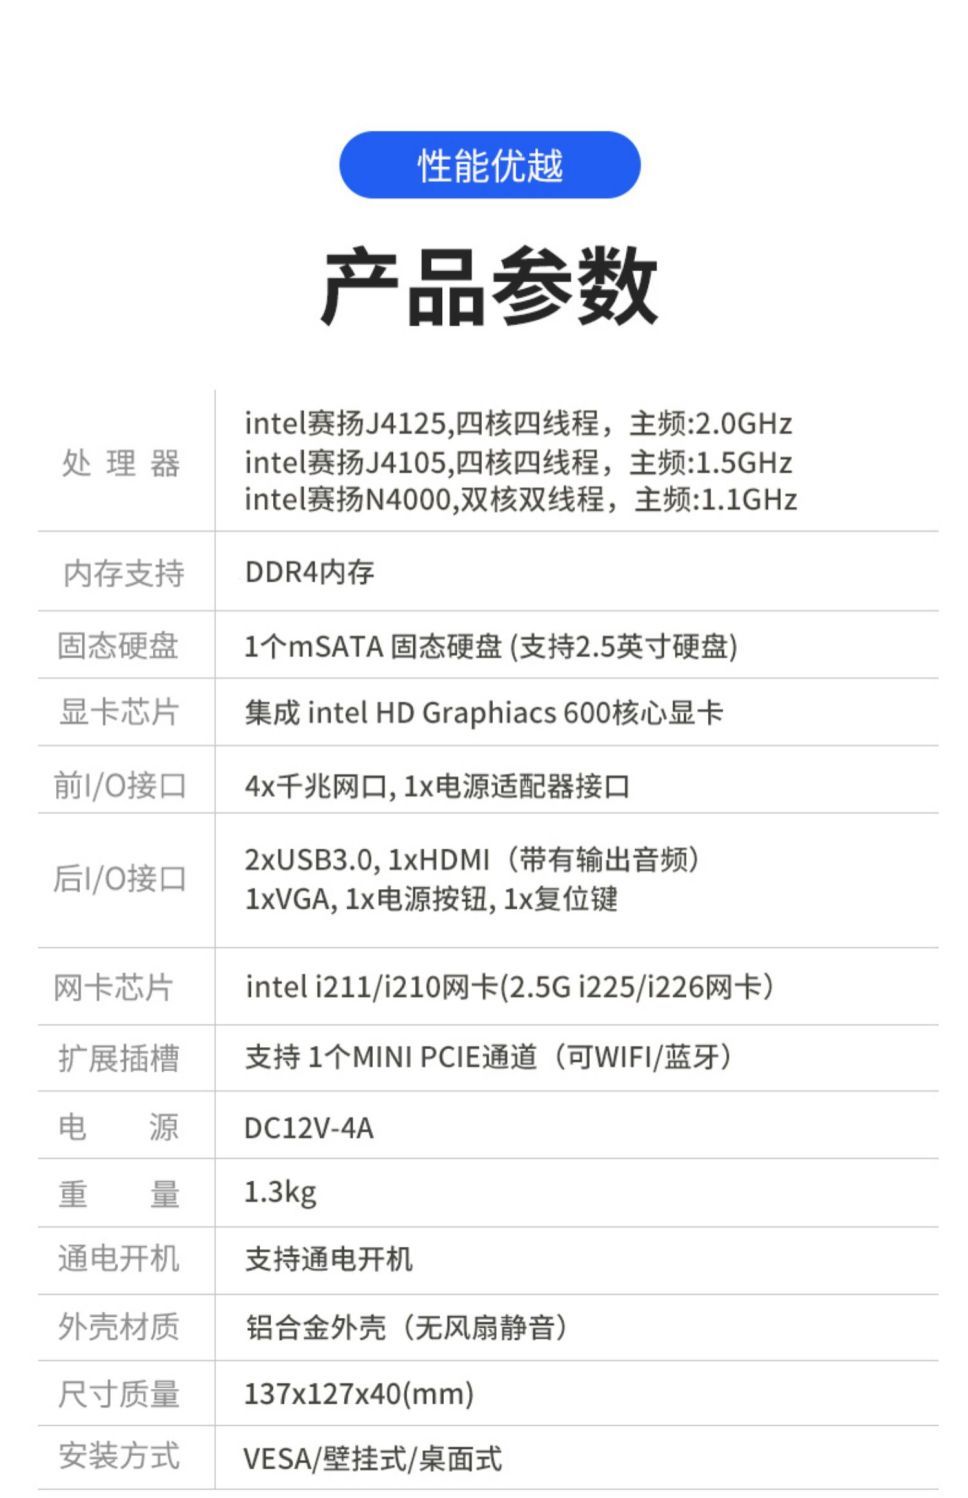 性能优越
产品参数
处理器
intel赛扬J4125,四核四线程，主频:2.0GHz
intel赛扬J4105,四核四线程，主频:1.5GHz
intel赛扬N4000,双核双线程，主频:1.1GHz
内存支持
DDR4内存
固态硬盘
1个mSATA 固态硬盘 (支持2.5英寸硬盘)
显卡芯片
集成 intel HD Graphiacs 600核心显卡
前I/O接口
4x千兆网口, 1x电源适配器接口
后I/O接口
2xUSB3.0, 1xHDMI（带有输出音频）
1xVGA, 1x电源按钮, 1x复位键
网卡芯片
intel i211/i210网卡(2.5G i225/i226网卡）
扩展插槽
支持 1个MINI PCIE通道（可WIFI/蓝牙）
电源
DC12V-4A
重量
1.3kg
通电开机
支持通电开机
外壳材质
铝合金外壳（无风扇静音）
尺寸质量
137x127x40(mm)
安装方式
VESA/壁挂式/桌面式